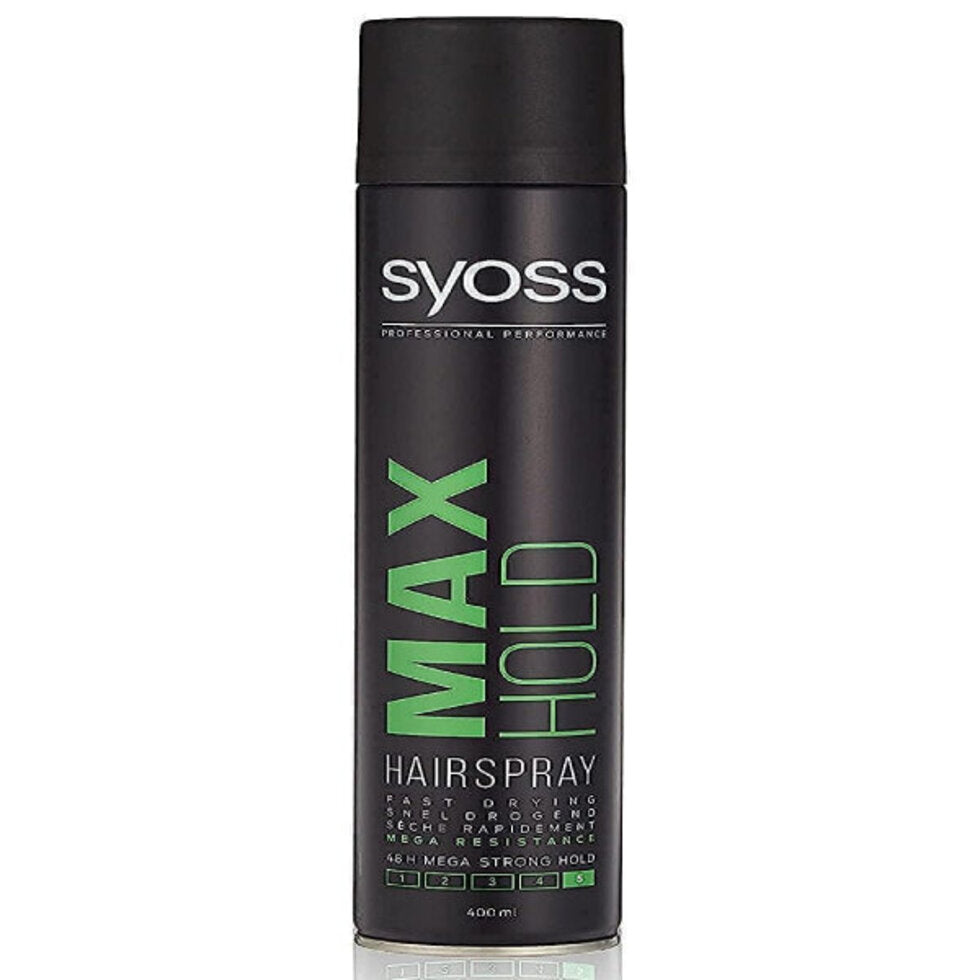 syoss
PROFESSIONAL PERFORMANCE
MAX
HOLD
HAIRSPRAY
FAST DRYING
SNEL DROGEND
SÈCHE RAPIDEMENT
MEGA RESISTANCE
48H MEGA STRONG HOLD
1 2 3 4 5
400 ml